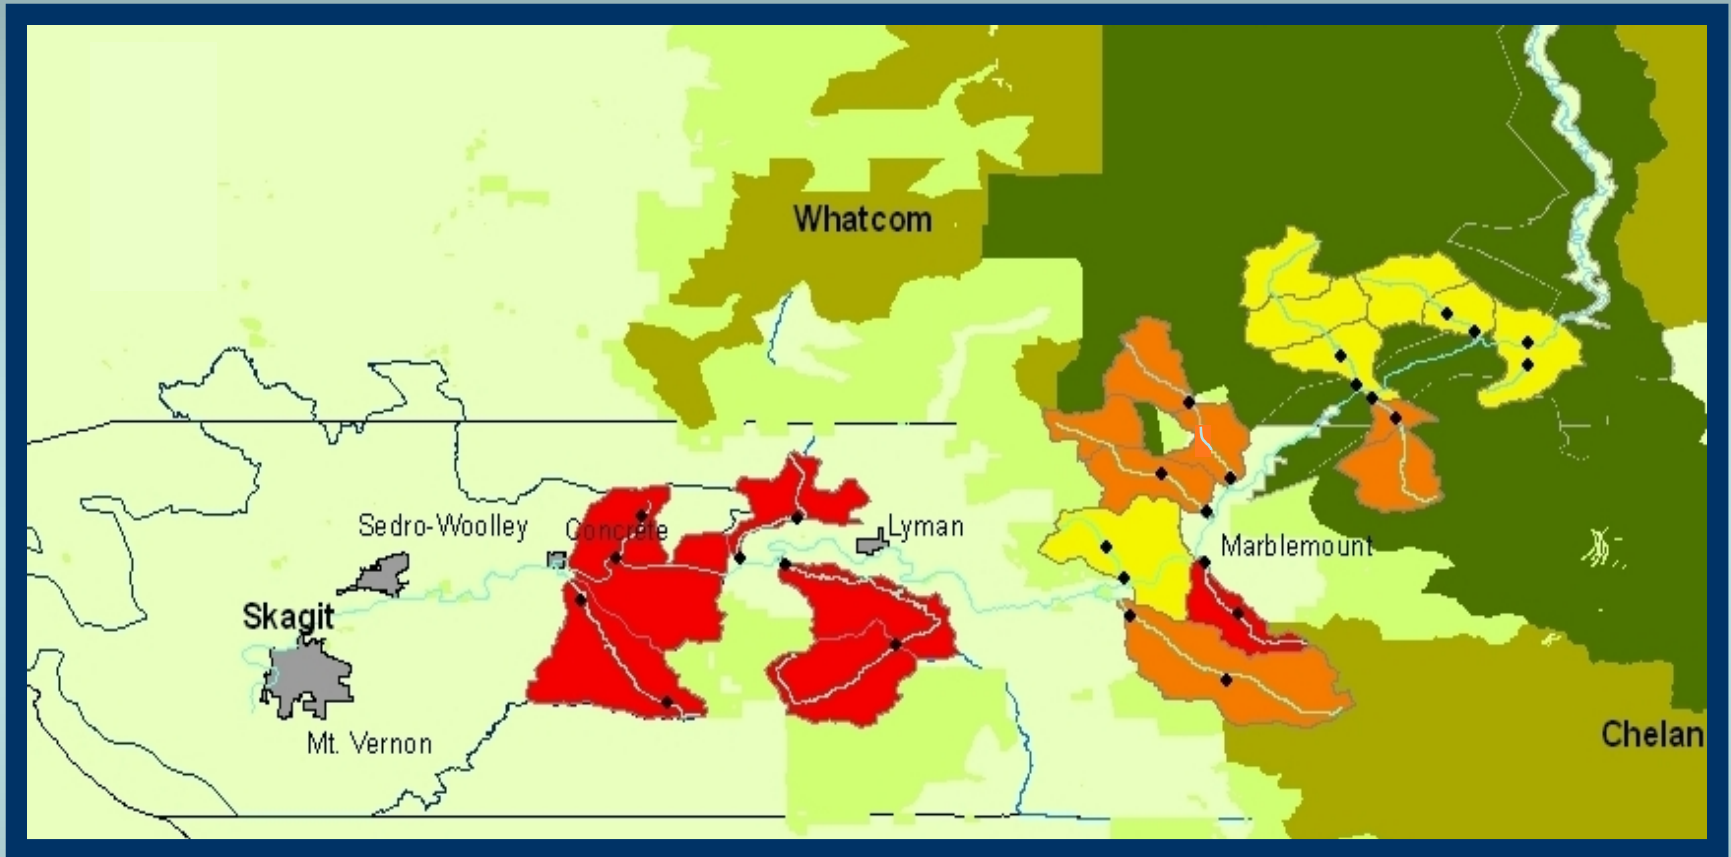 Whatcom
Sedro-Woolley
Concrete
Lyman
Marblemount
Skagit
Mt. Vernon
Chelan